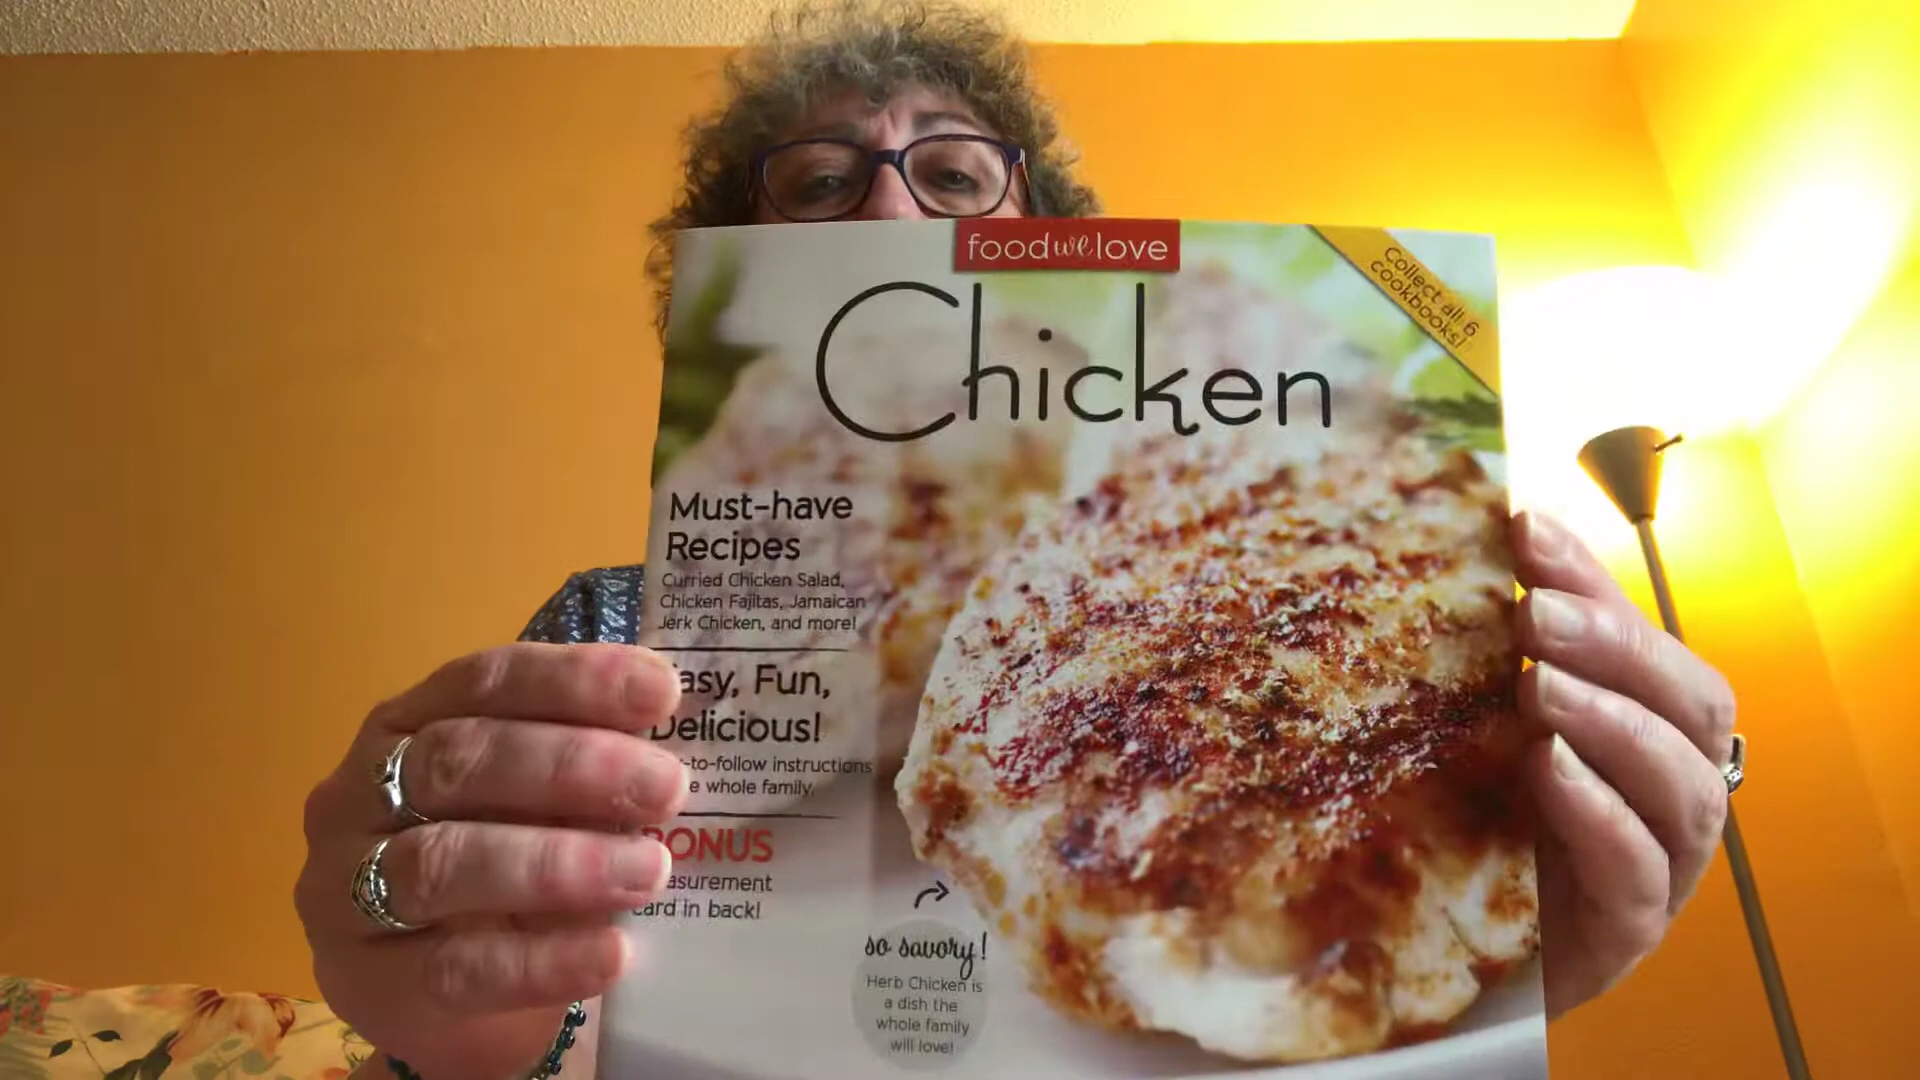 foodwelove
Collect all 6
cookbooks!
Chicken
Must-have
Recipes
Curried Chicken Salad,
Chicken Fajitas, Jamaican
Jerk Chicken, and more!
asy, Fun,
Delicious!
-to-follow instructions
e whole family.
BONUS
asurement
card in back!
so savory!
Herb Chicken is
a dish the
whole family
will love!